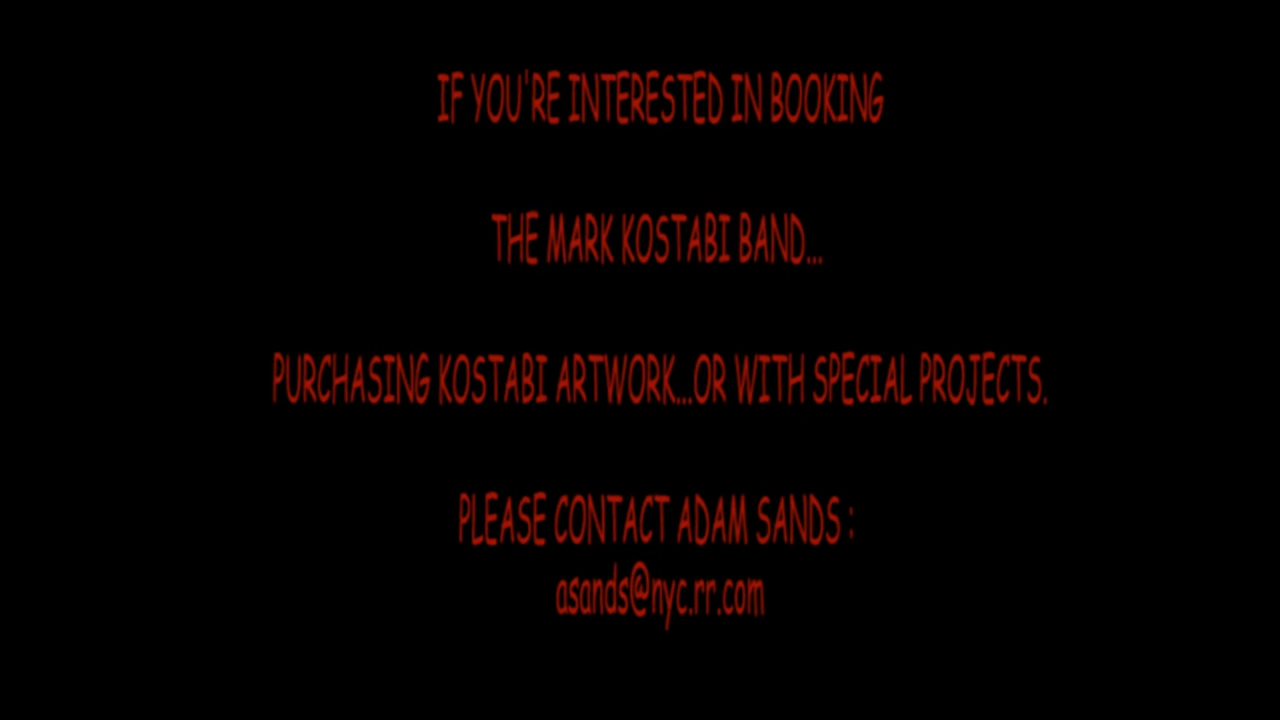 IF YOU'RE INTERESTED IN BOOKING
THE MARK KOSTABI BAND...
PURCHASING KOSTABI ARTWORK...OR WITH SPECIAL PROJECTS.
PLEASE CONTACT ADAM SANDS :
asands@nyc.rr.com